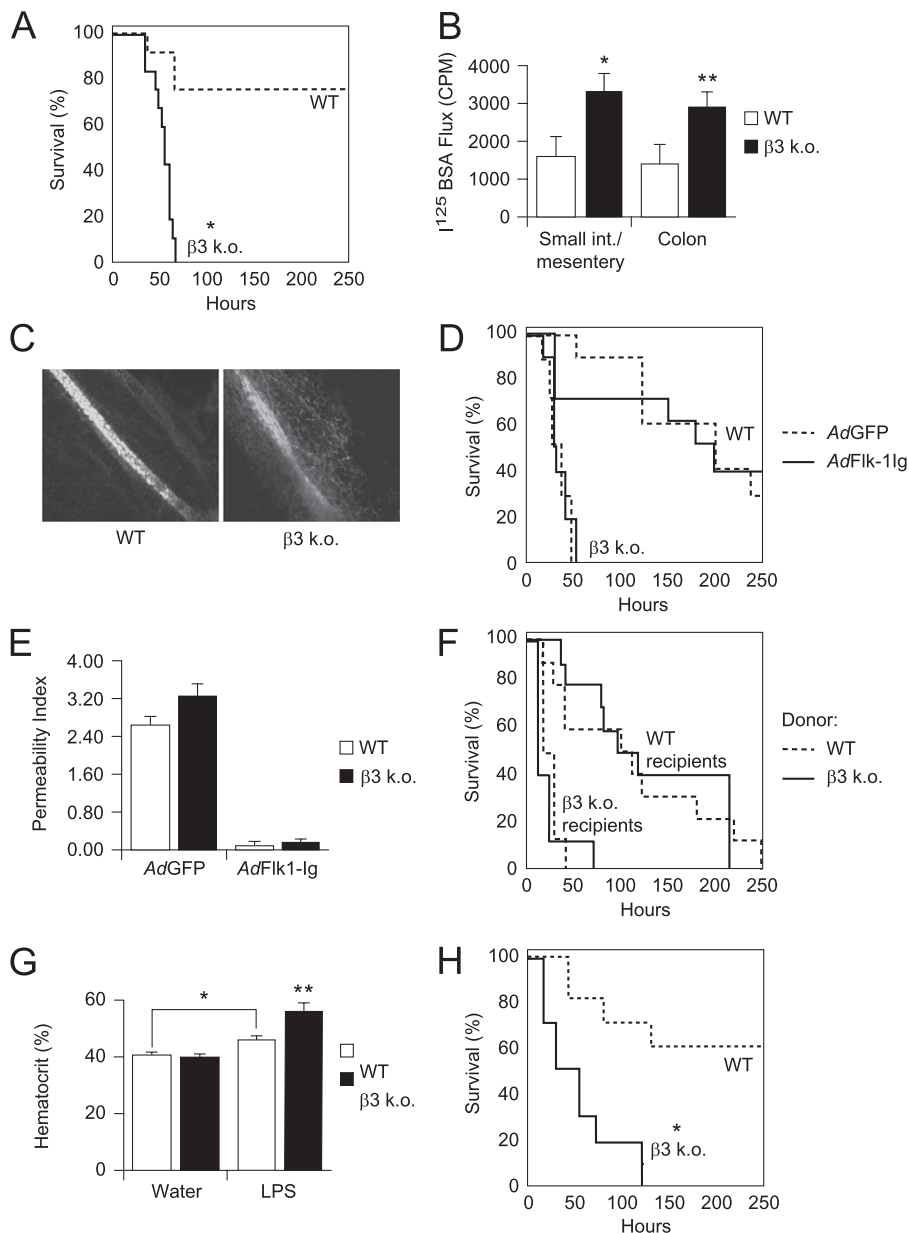 A
Survival (%)
100
80
60
40
20
0
WT
*
β3 k.o.
0 50 100 150 200 250
Hours
B
I125 BSA Flux (CPM)
4000
3000
2000
1000
0
* **
WT
β3 k.o.
Small int./ mesentery
Colon
C
WT
β3 k.o.
D
Survival (%)
100
80
60
40
20
0
WT
β3 k.o.
0 50 100 150 200 250
Hours
AdGFP
AdFlk-1Ig
E
Permeability Index
4.00
3.20
2.40
1.60
0.80
0.00
WT
β3 k.o.
AdGFP AdFlk1-Ig
F
Survival (%)
100
80
60
40
20
0
WT
recipients
β3 k.o.
recipients
0 50 100 150 200 250
Hours
Donor:
WT
β3 k.o.
G
Hematocrit (%)
60
40
20
0
* **
WT
β3 k.o.
Water LPS
H
Survival (%)
100
80
60
40
20
0
WT
*
β3 k.o.
0 50 100 150 200 250
Hours